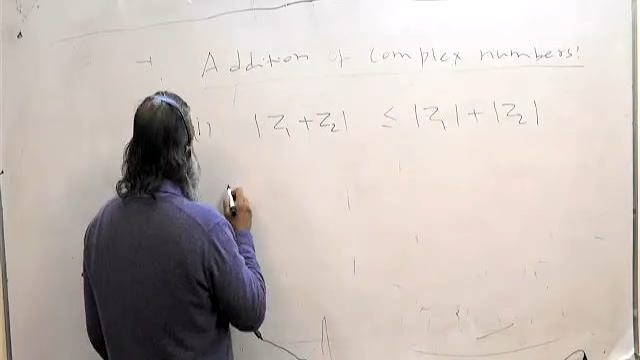 Addition of complex numbers:
1) |Z₁ + Z₂| ≤ |Z₁| + |Z₂|